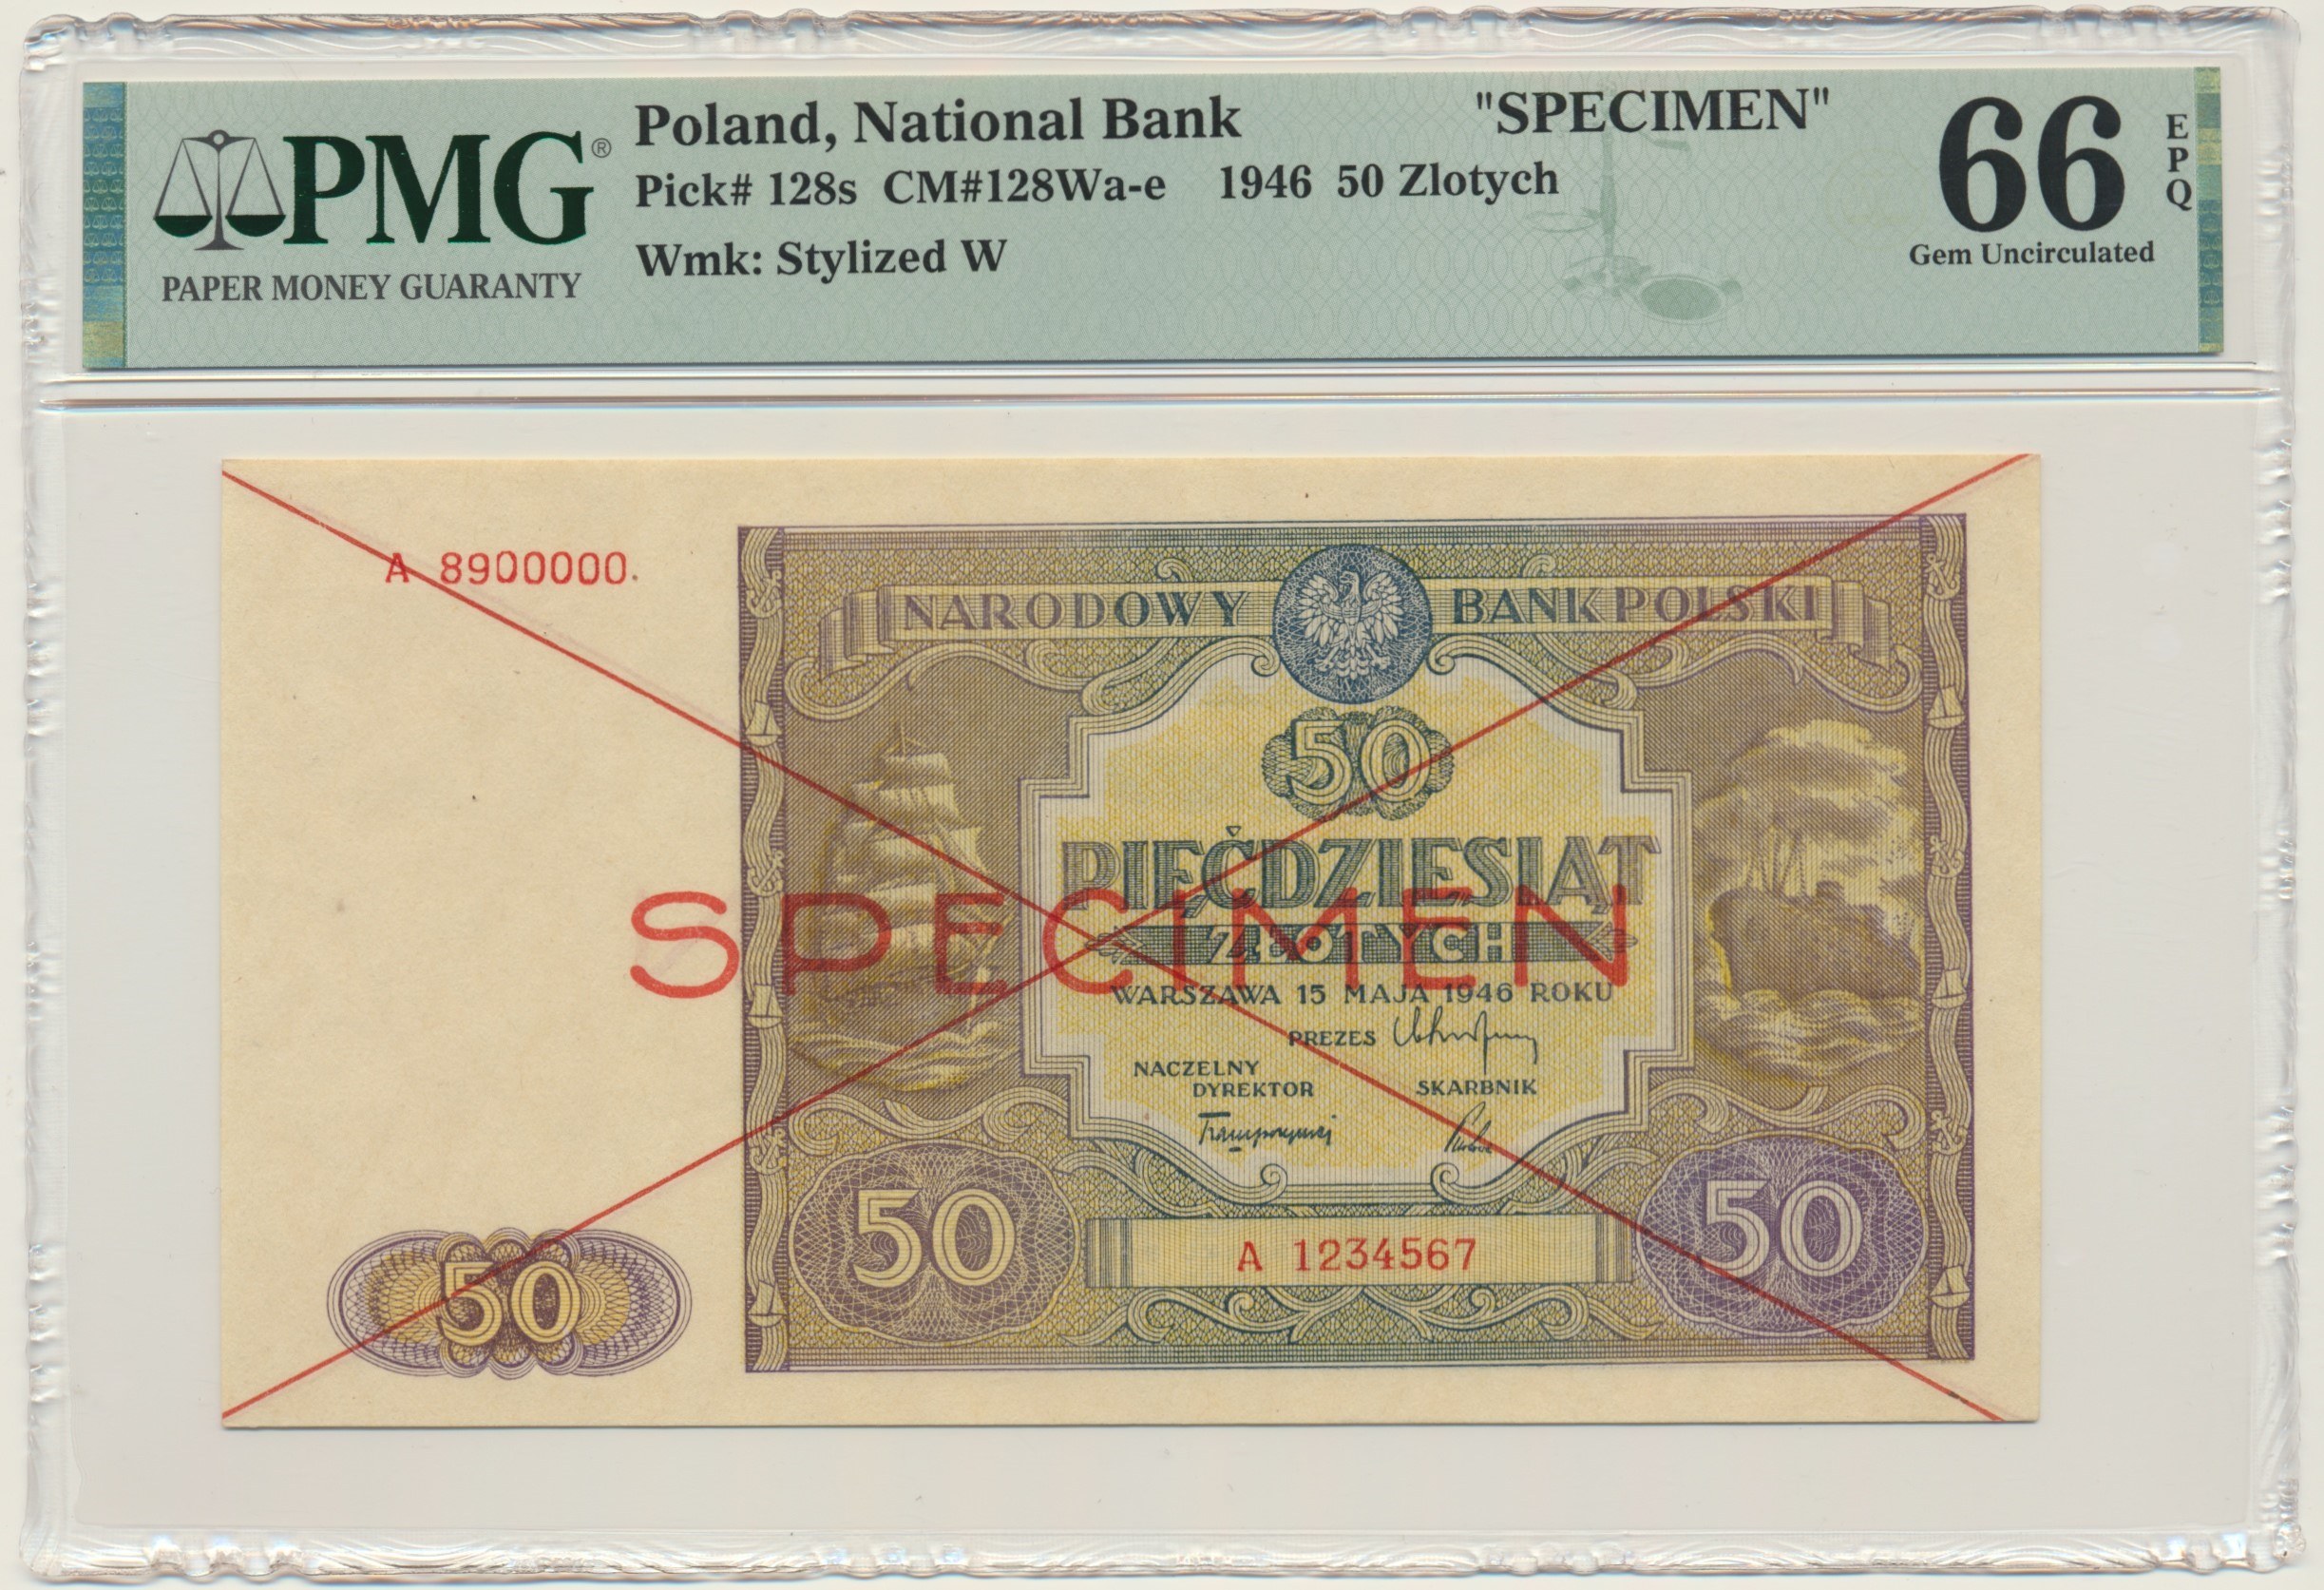 PMG®
PAPER MONEY GUARANTY
Poland, National Bank "SPECIMEN"
Pick# 128s CM#128Wa-e 1946 50 Zlotych
Wmk: Stylized W
66
EPQ
Gem Uncirculated
A 8900000.
NARODOWY BANK POLSKI
50
PIĘĆDZIESIĄT
ZŁOTYCH
SPECIMEN
WARSZAWA 15 MAJA 1946 ROKU
PREZES
NACZELNY
DYREKTOR SKARBNIK
50 50
A 1234567
50